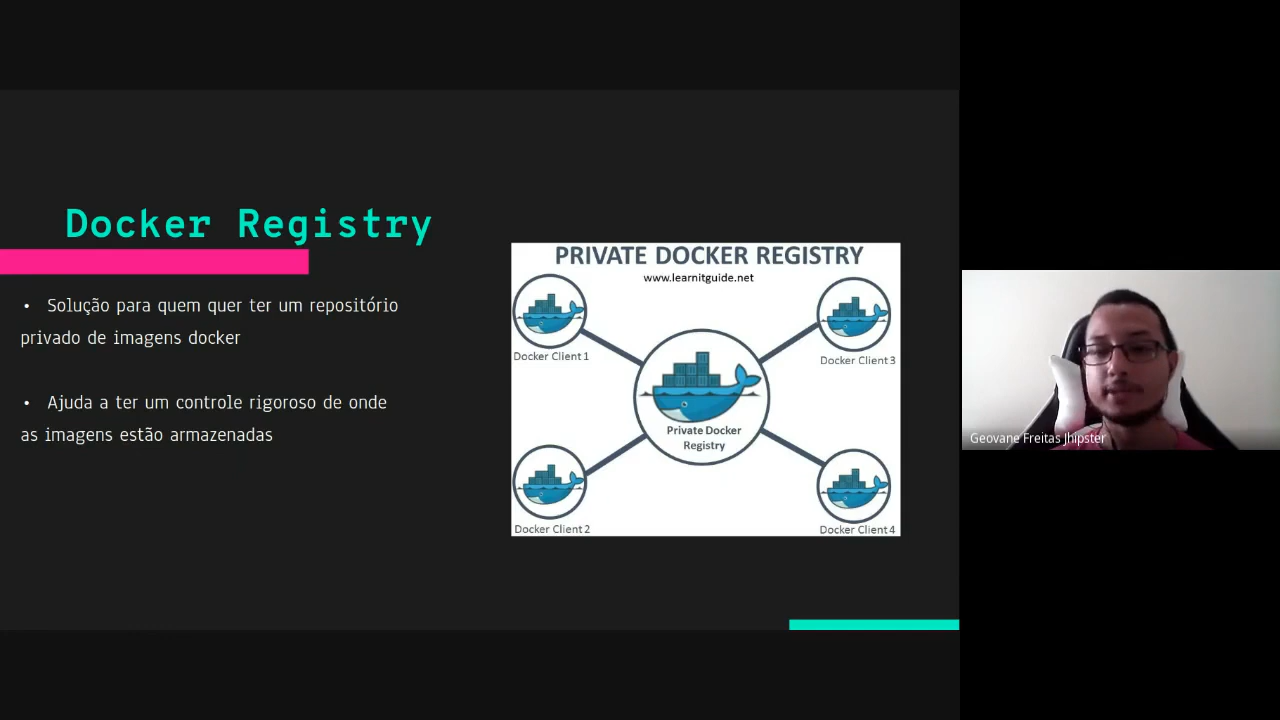 Docker Registry
• Solução para quem quer ter um repositório
privado de imagens docker
• Ajuda a ter um controle rigoroso de onde
as imagens estão armazenadas
PRIVATE DOCKER REGISTRY
www.learnitguide.net
Docker Client 1
Docker Client 3
Private Docker
Registry
Docker Client 2
Docker Client 4
Geovane Freitas Jhipster